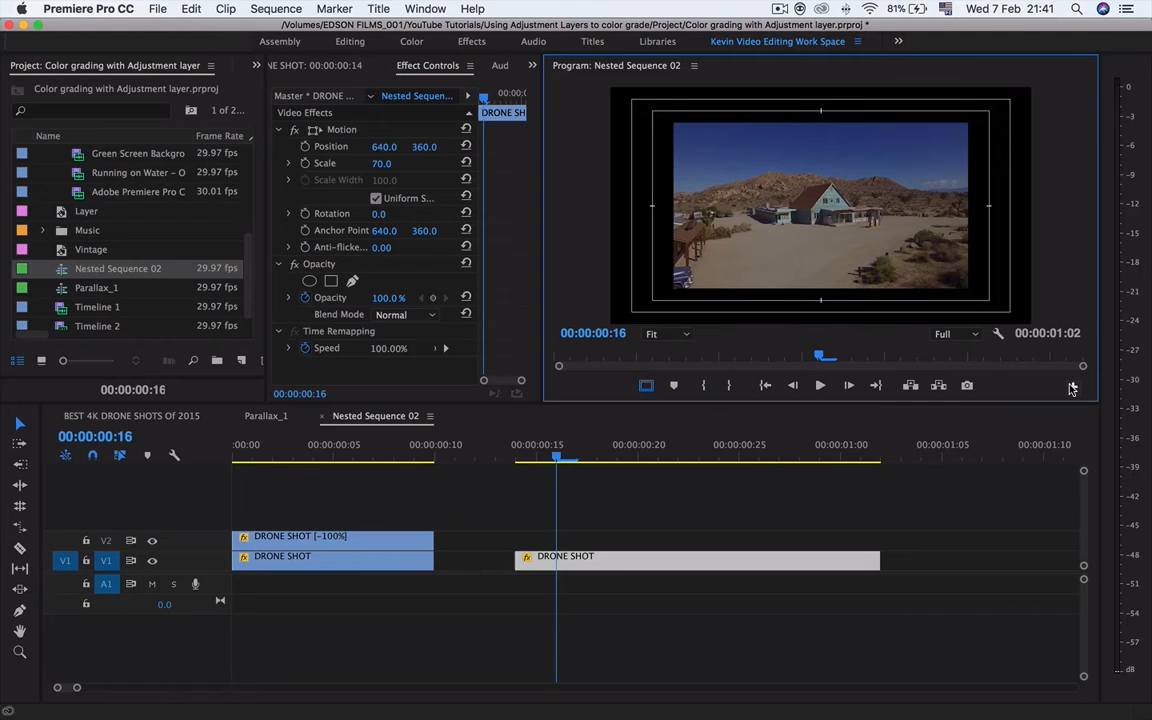 Premiere Pro CC File Edit Clip Sequence Marker Title Window Help 81% Wed 7 Feb 21:41
/Volumes/EDSON FILMS_001/YouTube Tutorials/Using Adjustment Layers to color grade/Project/Color grading with Adjustment layer.prproj *
Assembly Editing Color Effects Audio Titles Libraries Kevin Video Editing Work Space
Project: Color grading with Adjustment layer
Color grading with Adjustment layer.prproj
1 of 2...
Name Frame Rate
Green Screen Backgro 29.97 fps
Running on Water - O 29.97 fps
Adobe Premiere Pro C 30.01 fps
Layer
Music
Vintage
Nested Sequence 02 29.97 fps
Parallax_1 29.97 fps
Timeline 1 29.97 fps
Timeline 2 29.97 fps
00:00:00:16
NE SHOT: 00:00:00:14 Effect Controls Aud
Master * DRONE ... Nested Sequen... 00:00:0
Video Effects DRONE SH
fx Motion
Position 640.0 360.0
Scale 70.0
Scale Width 100.0
Uniform S...
Rotation 0.0
Anchor Point 640.0 360.0
Anti-flicke... 0.00
fx Opacity
Opacity 100.0 %
Blend Mode Normal
Time Remapping
Speed 100.00%
00:00:00:16
Program: Nested Sequence 02
00:00:00:16 Fit Full 00:00:01:02
BEST 4K DRONE SHOTS OF 2015 Parallax_1 × Nested Sequence 02
00:00:00:16
:00:00 00:00:00:05 00:00:00:10 00:00:00:15 00:00:00:20 00:00:00:25 00:00:01:00 00:00:01:05 00:00:01:10
V2 fx DRONE SHOT [-100%]
V1 V1 fx DRONE SHOT fx DRONE SHOT
A1 M S
0.0
0
-3
-6
-9
-12
-15
-18
-21
-24
-27
-30
-33
-36
-39
-42
-45
-48
-51
-54
-57
dB